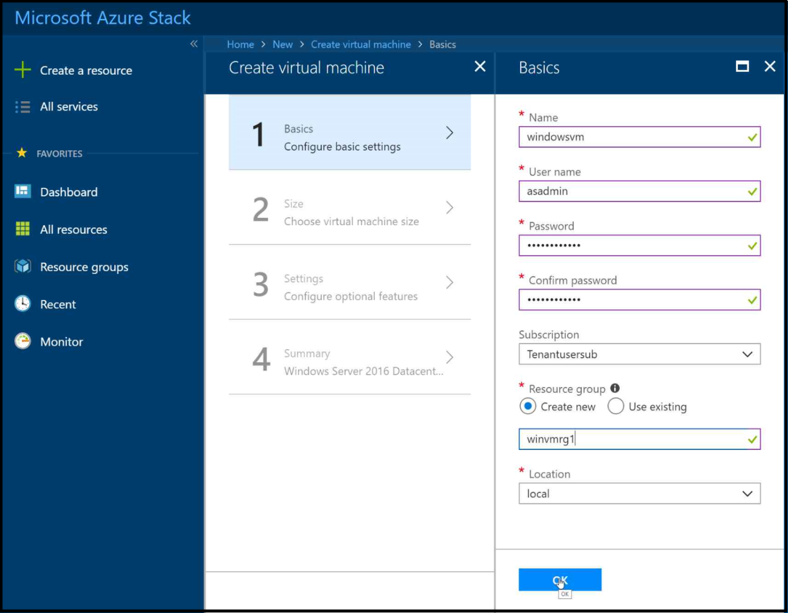 Microsoft Azure Stack
«
Home > New > Create virtual machine > Basics
Create a resource
All services
FAVORITES
Dashboard
All resources
Resource groups
Recent
Monitor
Create virtual machine
1
Basics
Configure basic settings
2
Size
Choose virtual machine size
3
Settings
Configure optional features
4
Summary
Windows Server 2016 Datacent...
Basics
* Name
windowsvm
* User name
asadmin
* Password
••••••••••••
* Confirm password
••••••••••••
Subscription
Tenantusersub
* Resource group
Create new Use existing
winvmrg1
* Location
local
OK
OK